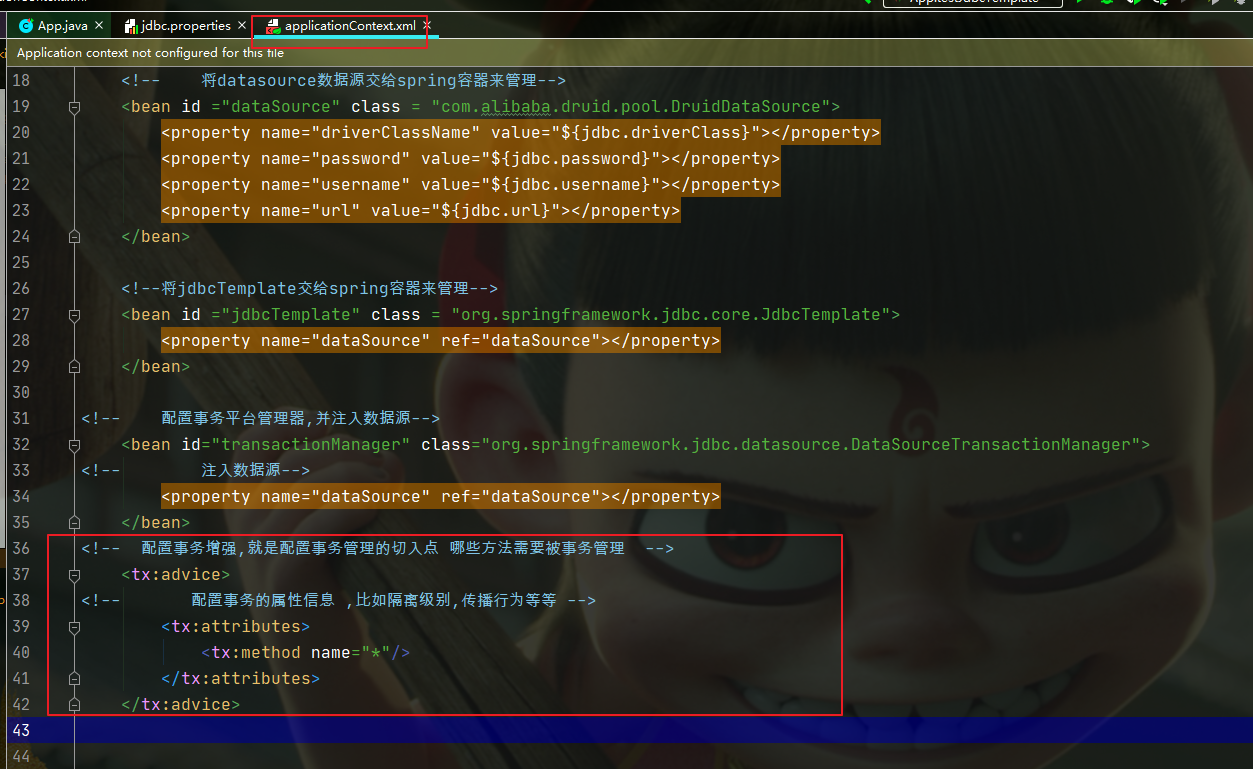 App.java
jdbc.properties
applicationContext.xml
Application context not configured for this file
18 <!-- 将datasource数据源交给spring容器来管理-->
19 <bean id ="dataSource" class = "com.alibaba.druid.pool.DruidDataSource">
20 <property name="driverClassName" value="${jdbc.driverClass}"></property>
21 <property name="password" value="${jdbc.password}"></property>
22 <property name="username" value="${jdbc.username}"></property>
23 <property name="url" value="${jdbc.url}"></property>
24 </bean>
25
26 <!--将jdbcTemplate交给spring容器来管理-->
27 <bean id ="jdbcTemplate" class = "org.springframework.jdbc.core.JdbcTemplate">
28 <property name="dataSource" ref="dataSource"></property>
29 </bean>
30
31 <!-- 配置事务平台管理器,并注入数据源-->
32 <bean id="transactionManager" class="org.springframework.jdbc.datasource.DataSourceTransactionManager">
33 <!-- 注入数据源-->
34 <property name="dataSource" ref="dataSource"></property>
35 </bean>
36 <!-- 配置事务增强,就是配置事务管理的切入点 哪些方法需要被事务管理 -->
37 <tx:advice>
38 <!-- 配置事务的属性信息 ,比如隔离级别,传播行为等等 -->
39 <tx:attributes>
40 <tx:method name="*"/>
41 </tx:attributes>
42 </tx:advice>
43
44